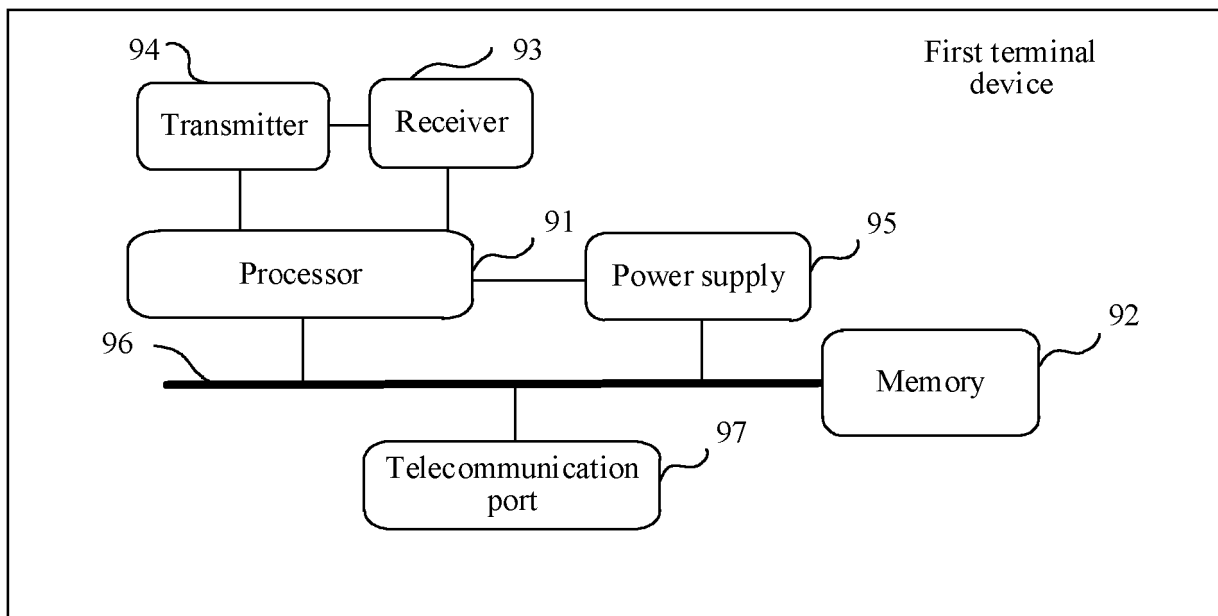 94
93
First terminal
device
Transmitter
Receiver
91
95
Processor
Power supply
92
96
Memory
97
Telecommunication
port